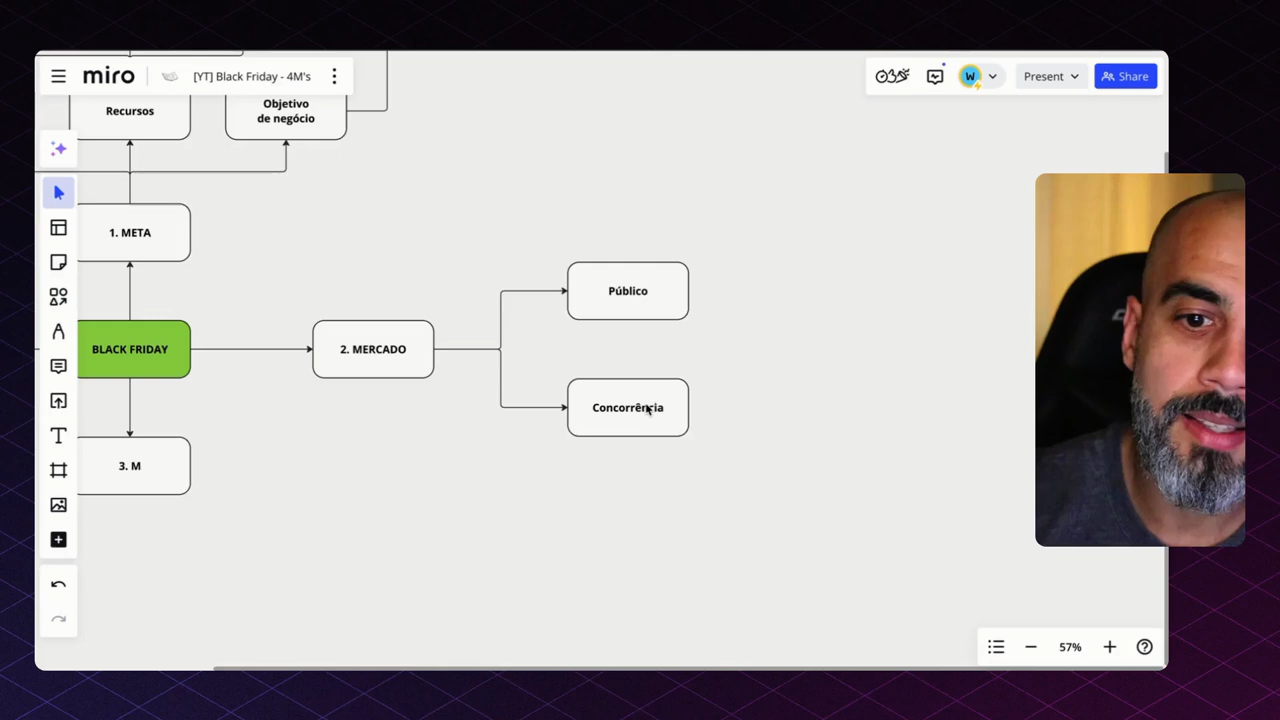 miro
[YT] Black Friday - 4M's
W
Present
Share
Recursos
Objetivo
de negócio
1. META
Público
BLACK FRIDAY
2. MERCADO
Concorrência
3. M
57%